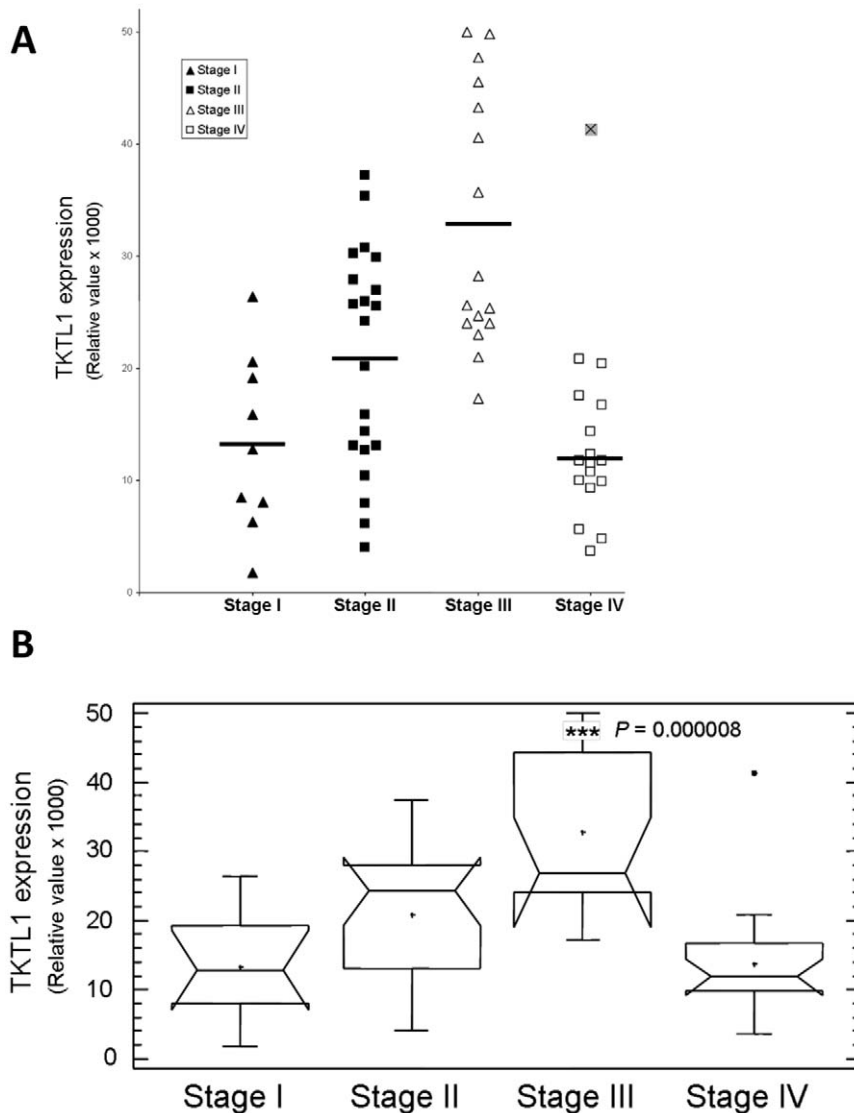 A
50
Stage I
Stage II
Stage III
Stage IV
40
30
20
10
0
TKTL1 expression
(Relative value x 1000)
Stage I Stage II Stage III Stage IV
B
50
*** P = 0.000008
40
30
20
10
0
TKTL1 expression
(Relative value x 1000)
Stage I Stage II Stage III Stage IV